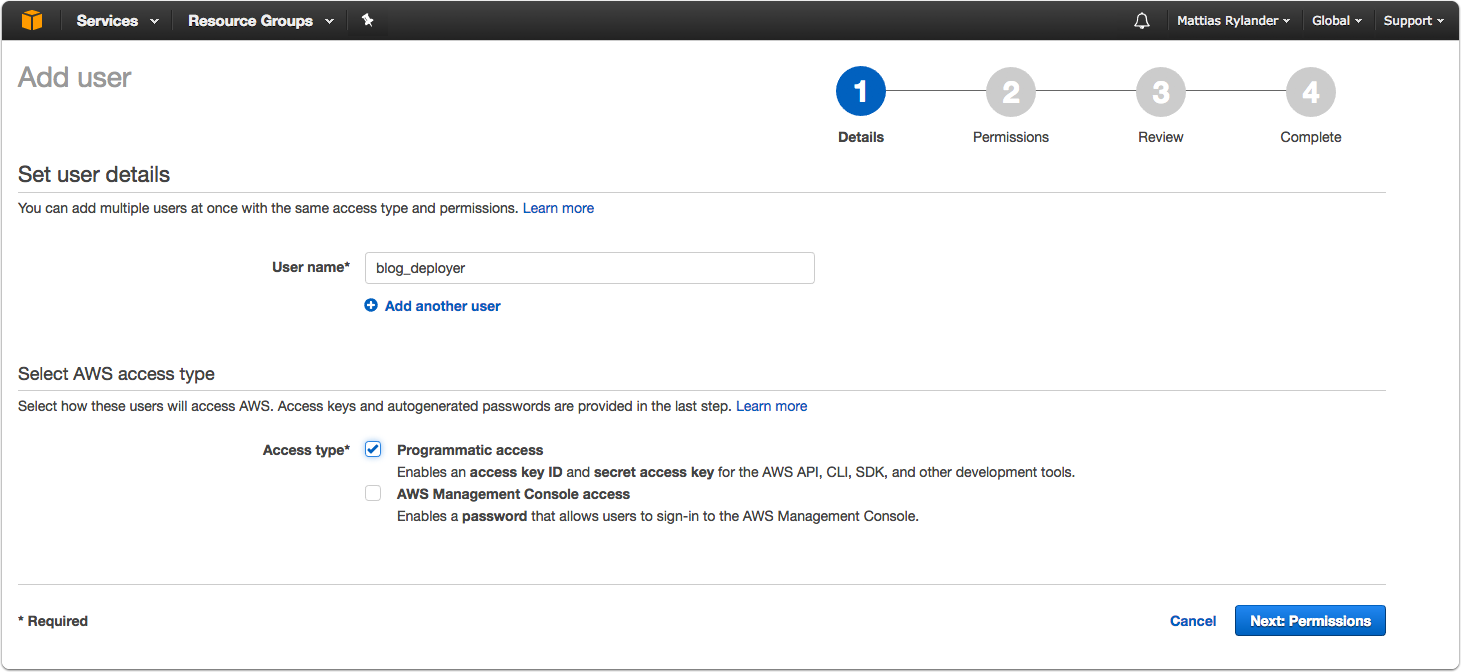 Services Resource Groups Mattias Rylander Global Support
Add user
1 2 3 4
Details Permissions Review Complete
Set user details
You can add multiple users at once with the same access type and permissions. Learn more
User name* blog_deployer
Add another user
Select AWS access type
Select how these users will access AWS. Access keys and autogenerated passwords are provided in the last step. Learn more
Access type* Programmatic access
Enables an access key ID and secret access key for the AWS API, CLI, SDK, and other development tools.
AWS Management Console access
Enables a password that allows users to sign-in to the AWS Management Console.
* Required Cancel Next: Permissions